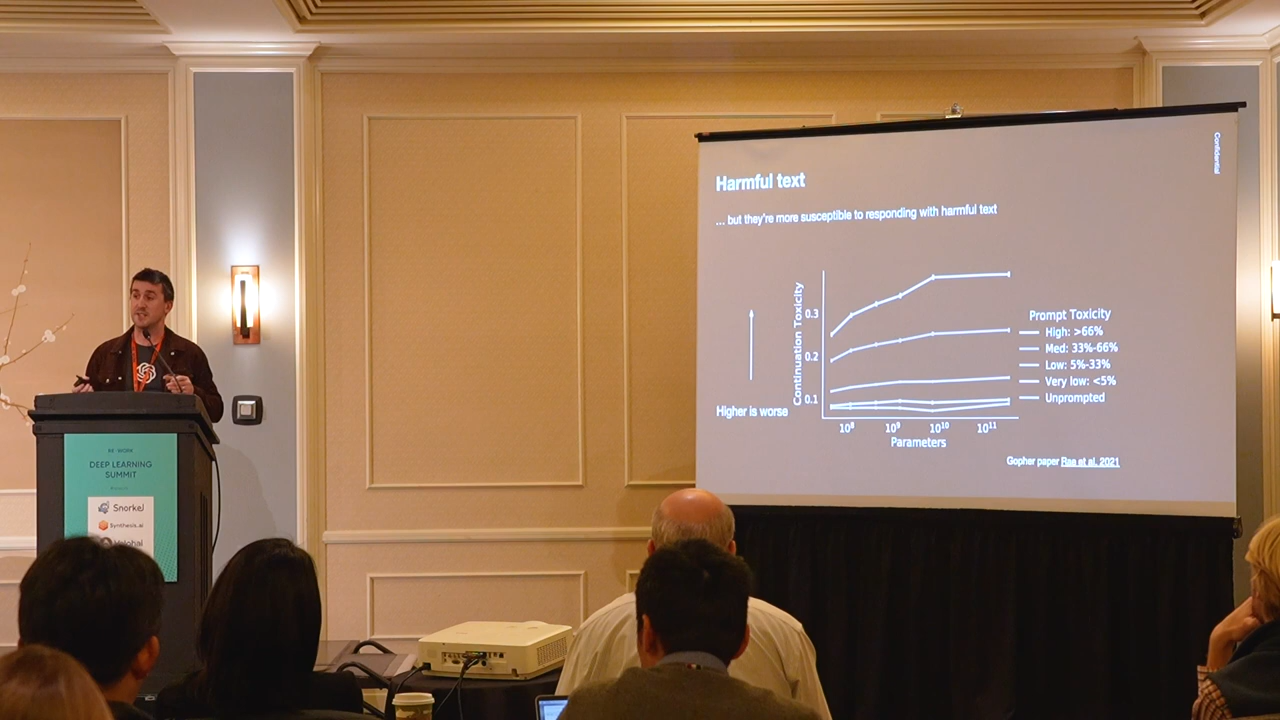 Confidential
Harmful text
... but they're more susceptible to responding with harmful text
Continuation Toxicity
0.3
0.2
0.1
Higher is worse
10⁸
10⁹
10¹⁰
10¹¹
Parameters
Prompt Toxicity
High: >66%
Med: 33%-66%
Low: 5%-33%
Very low: <5%
Unprompted
Gopher paper Rae et al. 2021
RE•WORK
DEEP LEARNING
SUMMIT
Snorkel
Synthesis.ai